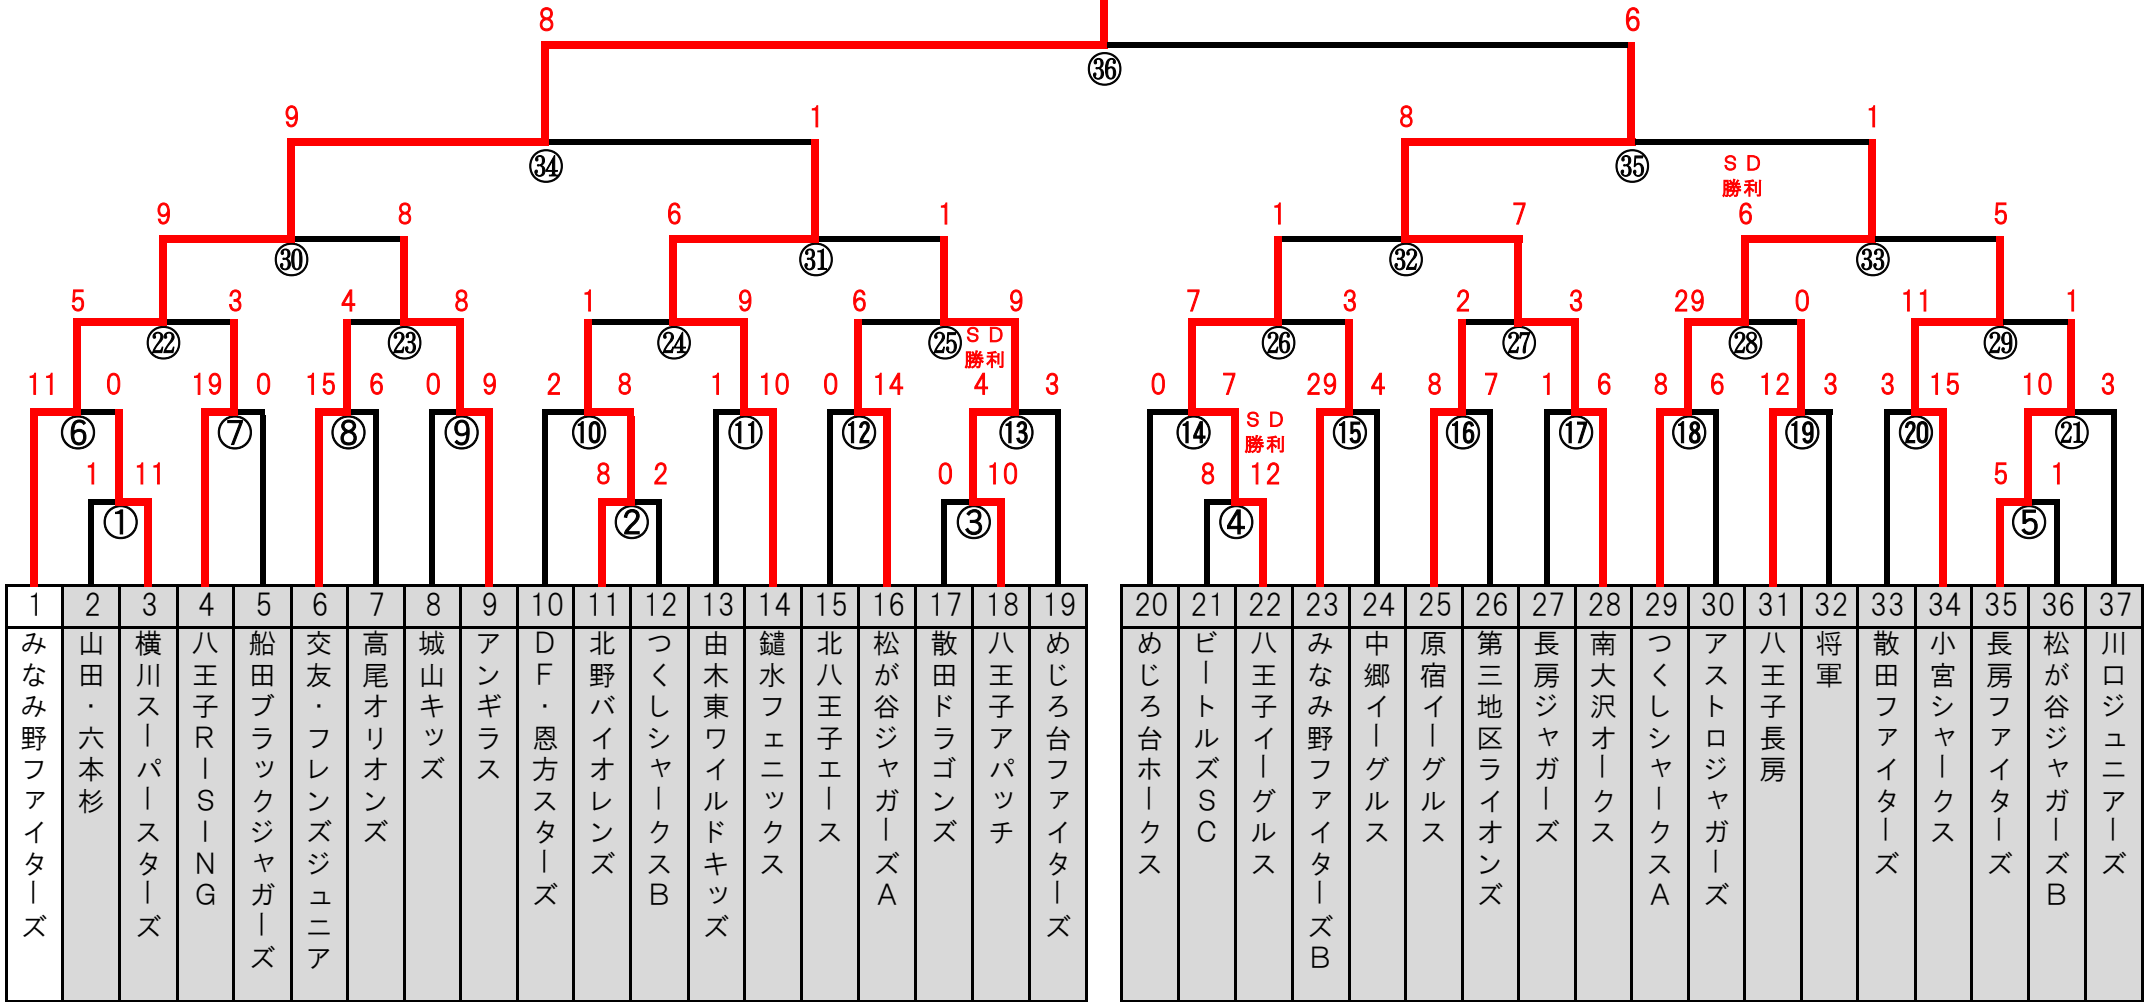 8 6
㊱
9 1 8 1
㉞ ㉟
ＳＤ
勝利
9 8 6 1 1 7 6 5
㉚ ㉛ ㉜ ㉝
5 3 4 8 1 9 6 9 7 3 2 3 29 0 11 1
㉒ ㉓ ㉔ ㉕ ㉖ ㉗ ㉘ ㉙
ＳＤ
勝利
11 0 19 0 15 6 0 9 2 8 1 10 0 14 4 3 0 7 29 4 8 7 1 6 8 6 12 3 3 15 10 3
⑥ ⑦ ⑧ ⑨ ⑩ ⑪ ⑫ ⑬ ⑭ ⑮ ⑯ ⑰ ⑱ ⑲ ⑳ ㉑
ＳＤ
勝利
1 11 8 2 0 10 8 12 5 1
① ② ③ ④ ⑤
1 2 3 4 5 6 7 8 9 10 11 12 13 14 15 16 17 18 19 20 21 22 23 24 25 26 27 28 29 30 31 32 33 34 35 36 37
みなみ野ファイターズ
山田・六本杉
横川スーパースターズ
八王子ＲＩＳＩＮＧ
船田ブラックジャガーズ
交友・フレンズジュニア
高尾オリオンズ
城山キッズ
アンギラス
ＤＦ・恩方スターズ
北野バイオレンズ
つくしシャークスＢ
由木東ワイルドキッズ
鑓水フェニックス
北八王子エース
松が谷ジャガーズＡ
散田ドラゴンズ
八王子アパッチ
めじろ台ファイターズ
めじろ台ホークス
ビートルズＳＣ
八王子イーグルス
みなみ野ファイターズＢ
中郷イーグルス
原宿イーグルス
第三地区ライオンズ
長房ジャガーズ
南大沢オークス
つくしシャークスＡ
アストロジャガーズ
八王子長房
将軍
散田ファイターズ
小宮シャークス
長房ファイターズ
松が谷ジャガーズＢ
川口ジュニアーズ